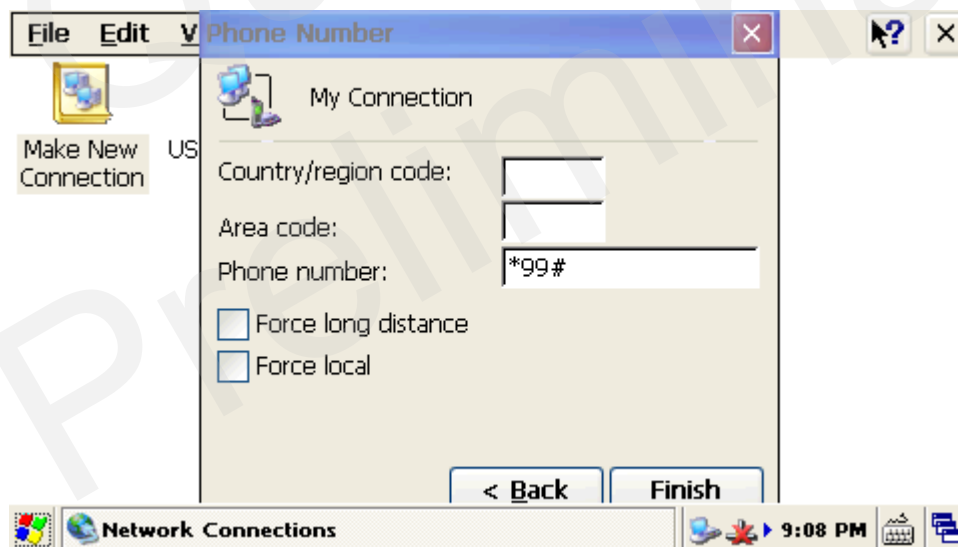 File Edit V
Phone Number
My Connection
Make New
Connection
US
Country/region code:
Area code:
Phone number: *99#
Force long distance
Force local
< Back Finish
Network Connections 9:08 PM
Prelimina